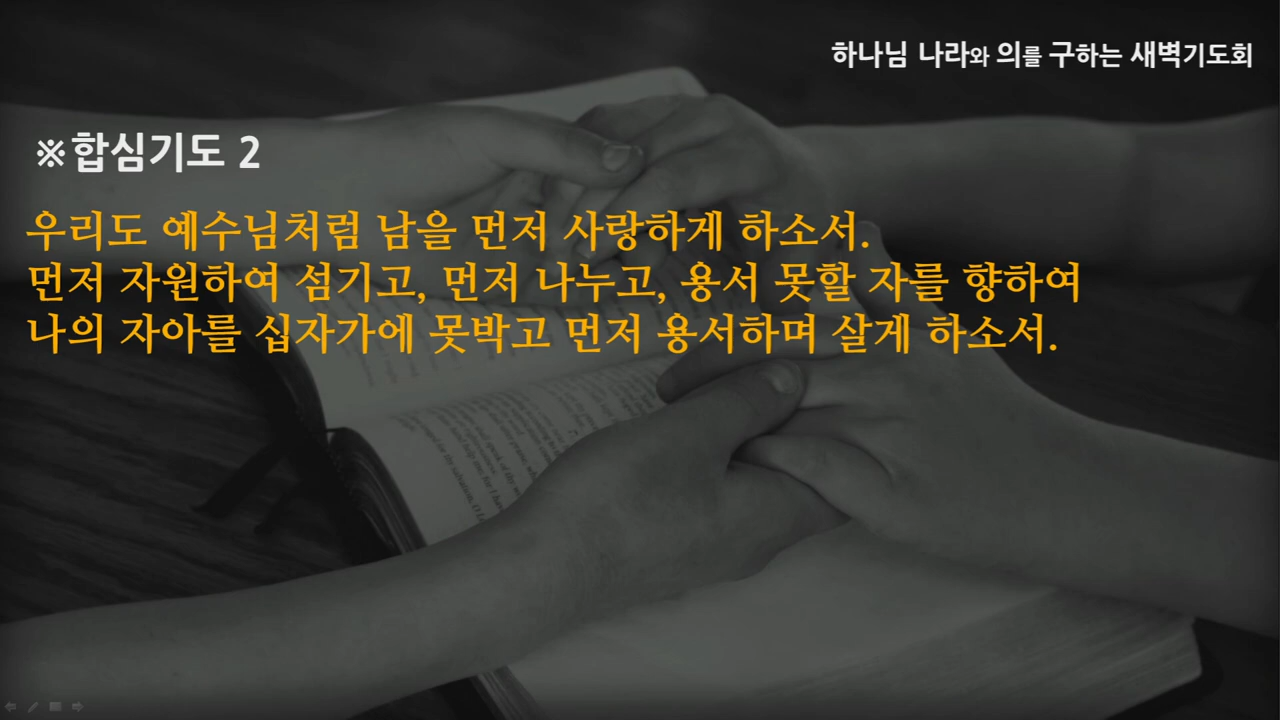 하나님 나라와 의를 구하는 새벽기도회
※합심기도 2
우리도 예수님처럼 남을 먼저 사랑하게 하소서.
먼저 자원하여 섬기고, 먼저 나누고, 용서 못할 자를 향하여
나의 자아를 십자가에 못박고 먼저 용서하며 살게 하소서.